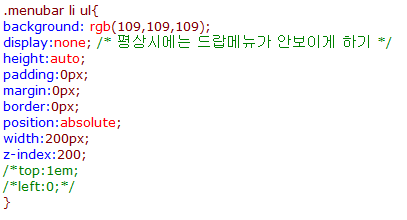 .menubar li ul{
background: rgb(109,109,109);
display:none; /* 평상시에는 드랍메뉴가 안보이게 하기 */
height:auto;
padding:0px;
margin:0px;
border:0px;
position:absolute;
width:200px;
z-index:200;
/*top:1em;
/*left:0;*/
}